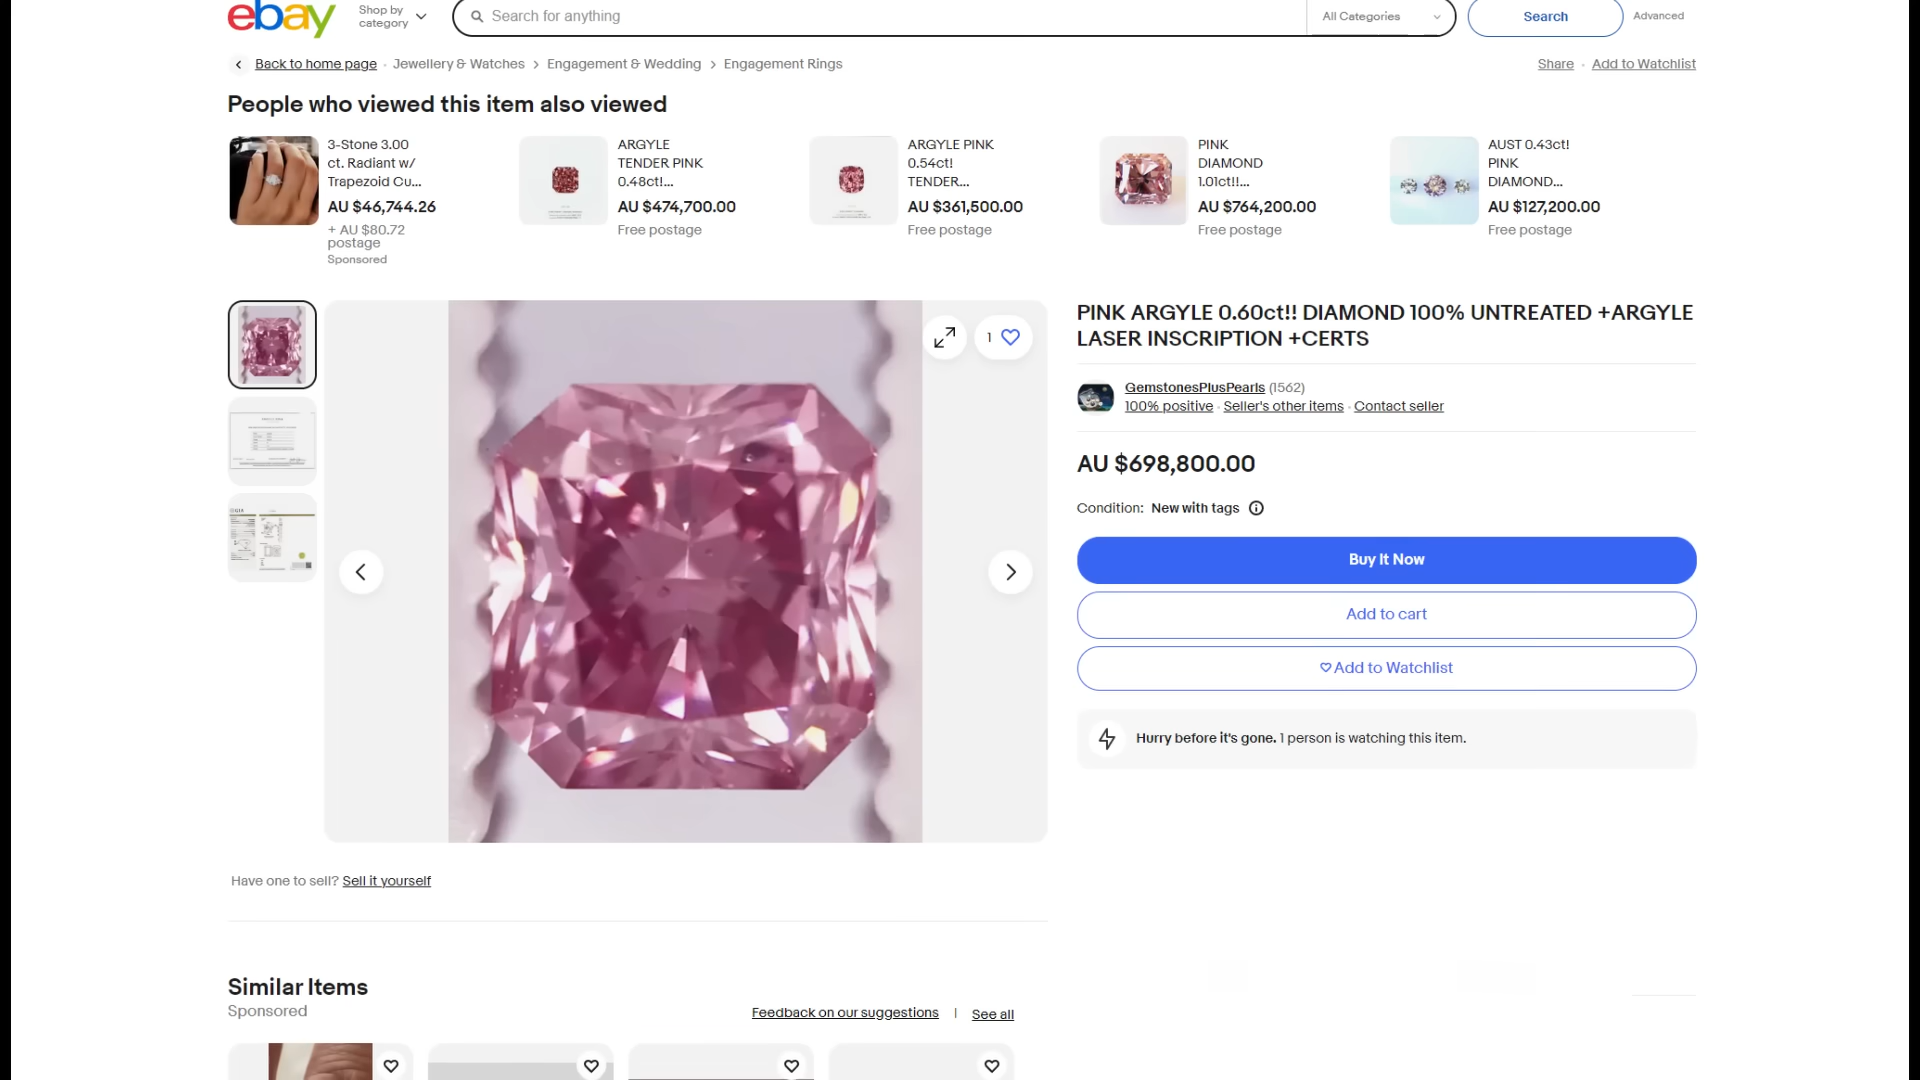 ebay
Shop by
category
Search for anything
All Categories
Search
Advanced
Back to home page
Jewellery & Watches
Engagement & Wedding
Engagement Rings
Share
Add to Watchlist
People who viewed this item also viewed
3-Stone 3.00
ct. Radiant w/
Trapezoid Cu...
AU $46,744.26
+ AU $80.72
postage
Sponsored
ARGYLE
TENDER PINK
0.48ct!...
AU $474,700.00
Free postage
ARGYLE PINK
0.54ct!
TENDER...
AU $361,500.00
Free postage
PINK
DIAMOND
1.01ct!!...
AU $764,200.00
Free postage
AUST 0.43ct!
PINK
DIAMOND...
AU $127,200.00
Free postage
1
PINK ARGYLE 0.60ct!! DIAMOND 100% UNTREATED +ARGYLE
LASER INSCRIPTION +CERTS
GemstonesPlusPearls (1562)
100% positive · Seller's other items · Contact seller
AU $698,800.00
Condition: New with tags
Buy It Now
Add to cart
Add to Watchlist
Hurry before it's gone. 1 person is watching this item.
Have one to sell? Sell it yourself
Similar Items
Sponsored
Feedback on our suggestions | See all